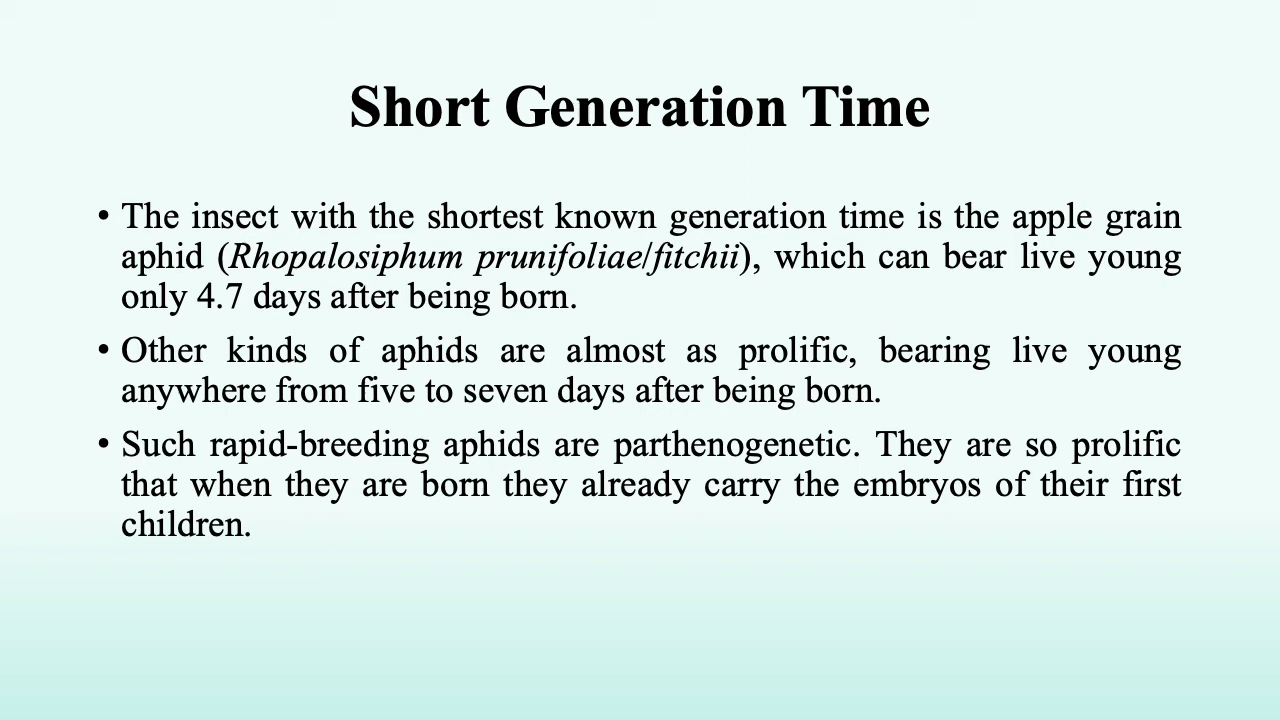 Short Generation Time
• The insect with the shortest known generation time is the apple grain
aphid (Rhopalosiphum prunifoliae/fitchii), which can bear live young
only 4.7 days after being born.
• Other kinds of aphids are almost as prolific, bearing live young
anywhere from five to seven days after being born.
• Such rapid-breeding aphids are parthenogenetic. They are so prolific
that when they are born they already carry the embryos of their first
children.